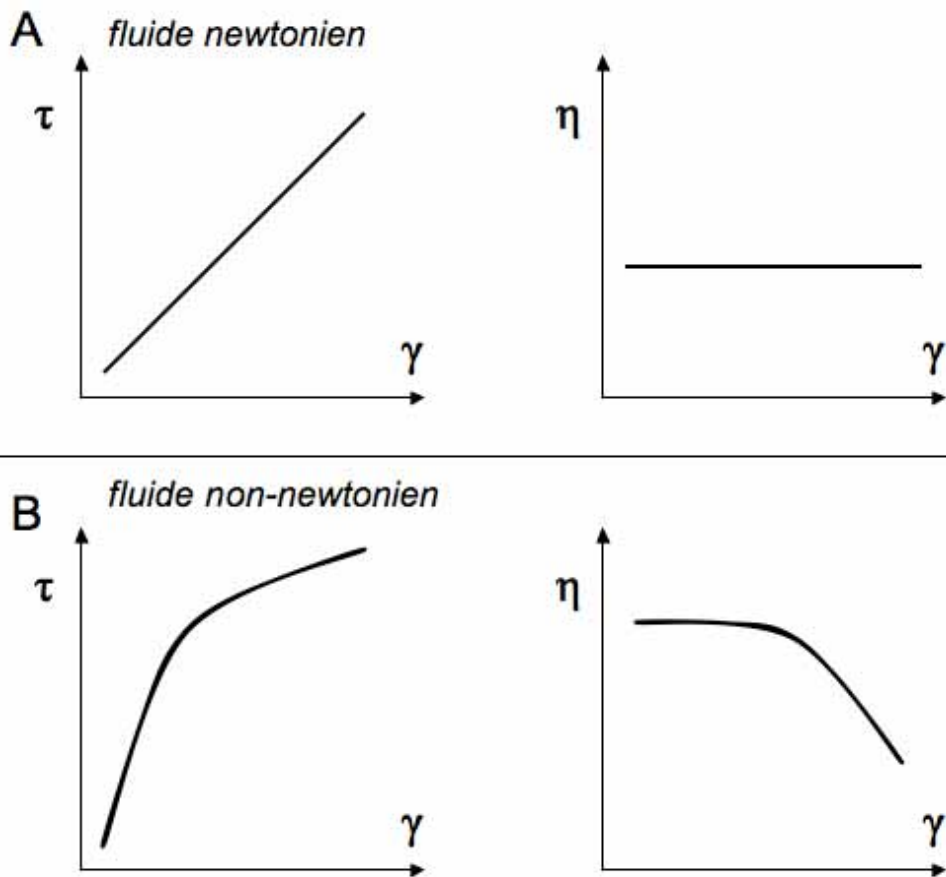 A fluide newtonien
τ
η
γ
γ
B fluide non-newtonien
τ
η
γ
γ